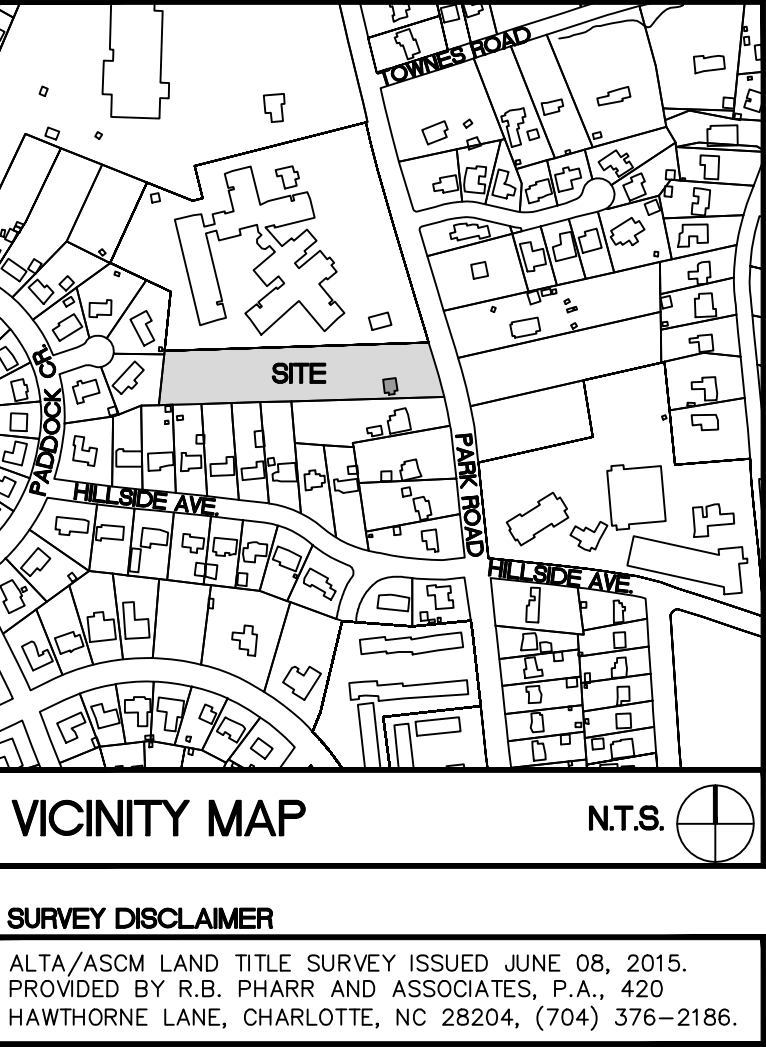 TOWNES ROAD
PADDOCK CR.
SITE
PARK ROAD
HILLSIDE AVE.
HILLSIDE AVE.
VICINITY MAP
N.T.S.
SURVEY DISCLAIMER
ALTA/ASCM LAND TITLE SURVEY ISSUED JUNE 08, 2015.
PROVIDED BY R.B. PHARR AND ASSOCIATES, P.A., 420
HAWTHORNE LANE, CHARLOTTE, NC 28204, (704) 376-2186.